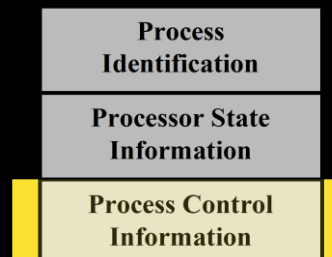 Process
Identification
Processor State
Information
Process Control
Information